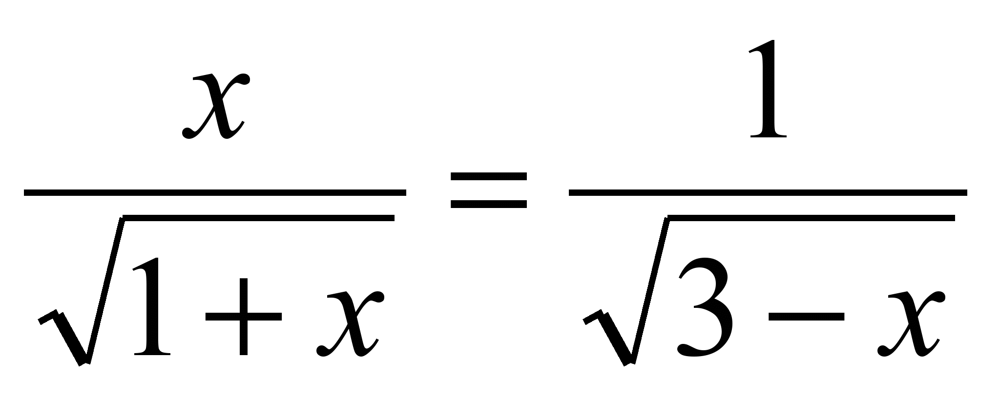 x/√(1 + x) = 1/√(3 − x)